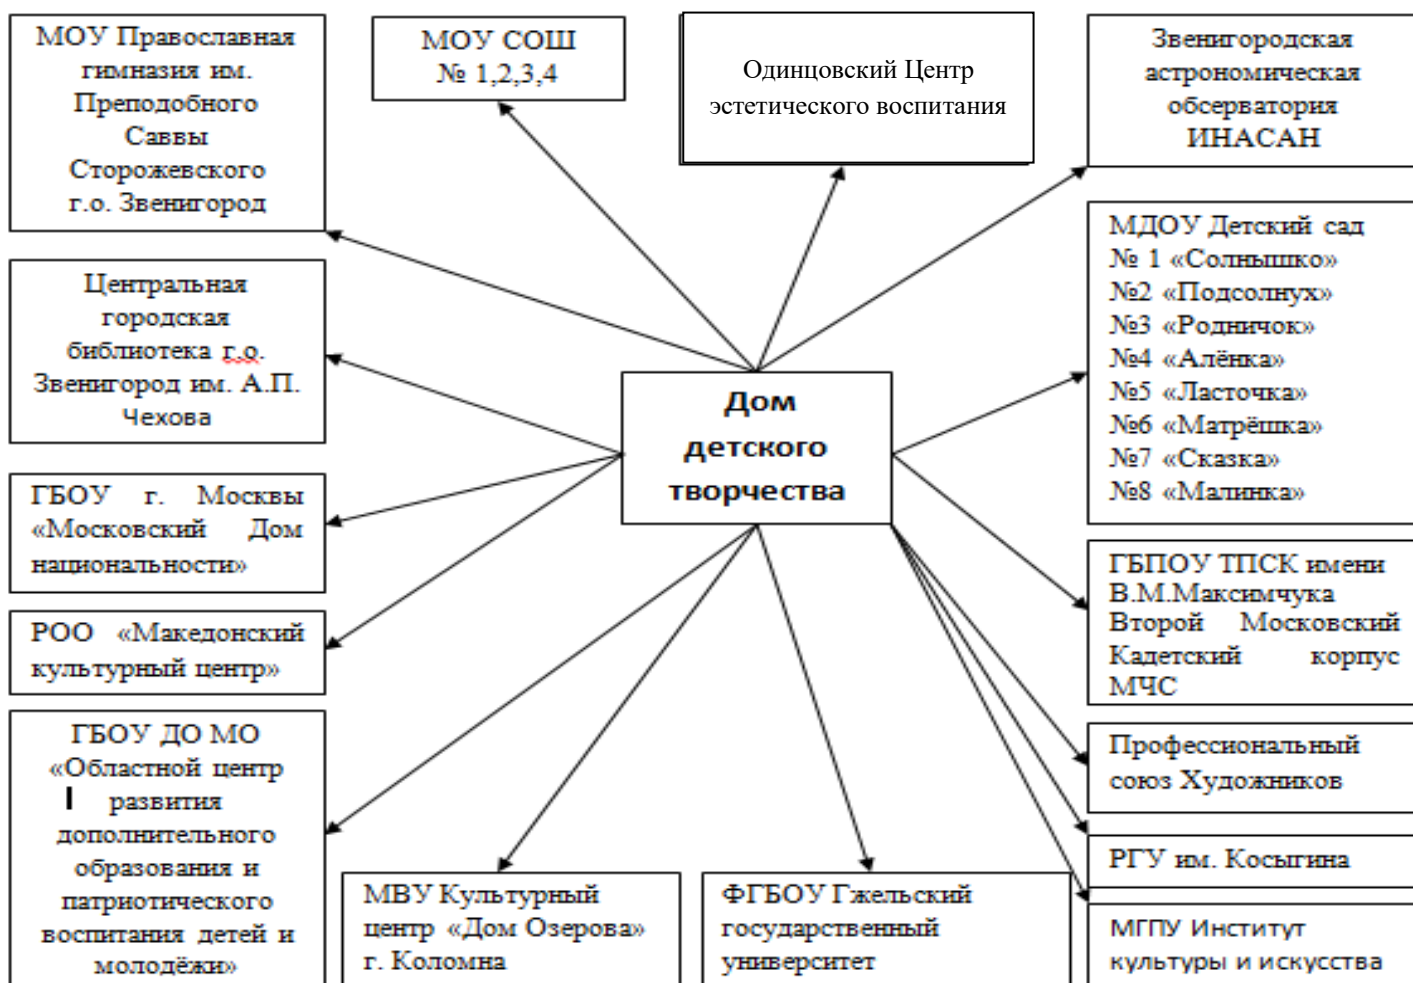 МОУ Православная
гимназия им.
Преподобного
Саввы
Сторожевского
г.о. Звенигород
МОУ СОШ
№ 1,2,3,4
Одинцовский Центр
эстетического воспитания
Звенигородская
астрономическая
обсерватория
ИНАСАН
Центральная
городская
библиотека г.о.
Звенигород им. А.П.
Чехова
МДОУ Детский сад
№ 1 «Солнышко»
№2 «Подсолнух»
№3 «Родничок»
№4 «Алёнка»
№5 «Ласточка»
№6 «Матрёшка»
№7 «Сказка»
№8 «Малинка»
Дом
детского
творчества
ГБОУ г. Москвы
«Московский Дом
национальности»
ГБПОУ ТПСК имени
В.М.Максимчука
Второй Московский
Кадетский корпус
МЧС
РОО «Македонский
культурный центр»
ГБОУ ДО МО
«Областной центр
развития
дополнительного
образования и
патриотического
воспитания детей и
молодёжи»
Профессиональный
союз Художников
РГУ им. Косыгина
МВУ Культурный
центр «Дом Озерова»
г. Коломна
ФГБОУ Гжельский
государственный
университет
МГПУ Институт
культуры и искусства